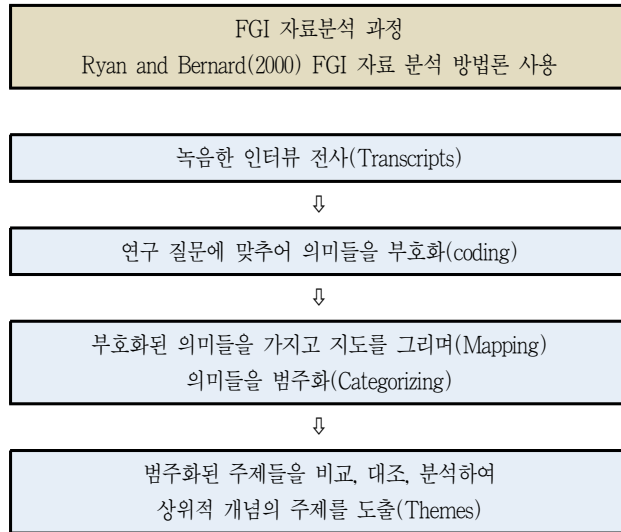 FGI 자료분석 과정
Ryan and Bernard(2000) FGI 자료 분석 방법론 사용
녹음한 인터뷰 전사(Transcripts)
⇩
연구 질문에 맞추어 의미들을 부호화(coding)
⇩
부호화된 의미들을 가지고 지도를 그리며(Mapping)
의미들을 범주화(Categorizing)
⇩
범주화된 주제들을 비교, 대조, 분석하여
상위적 개념의 주제를 도출(Themes)